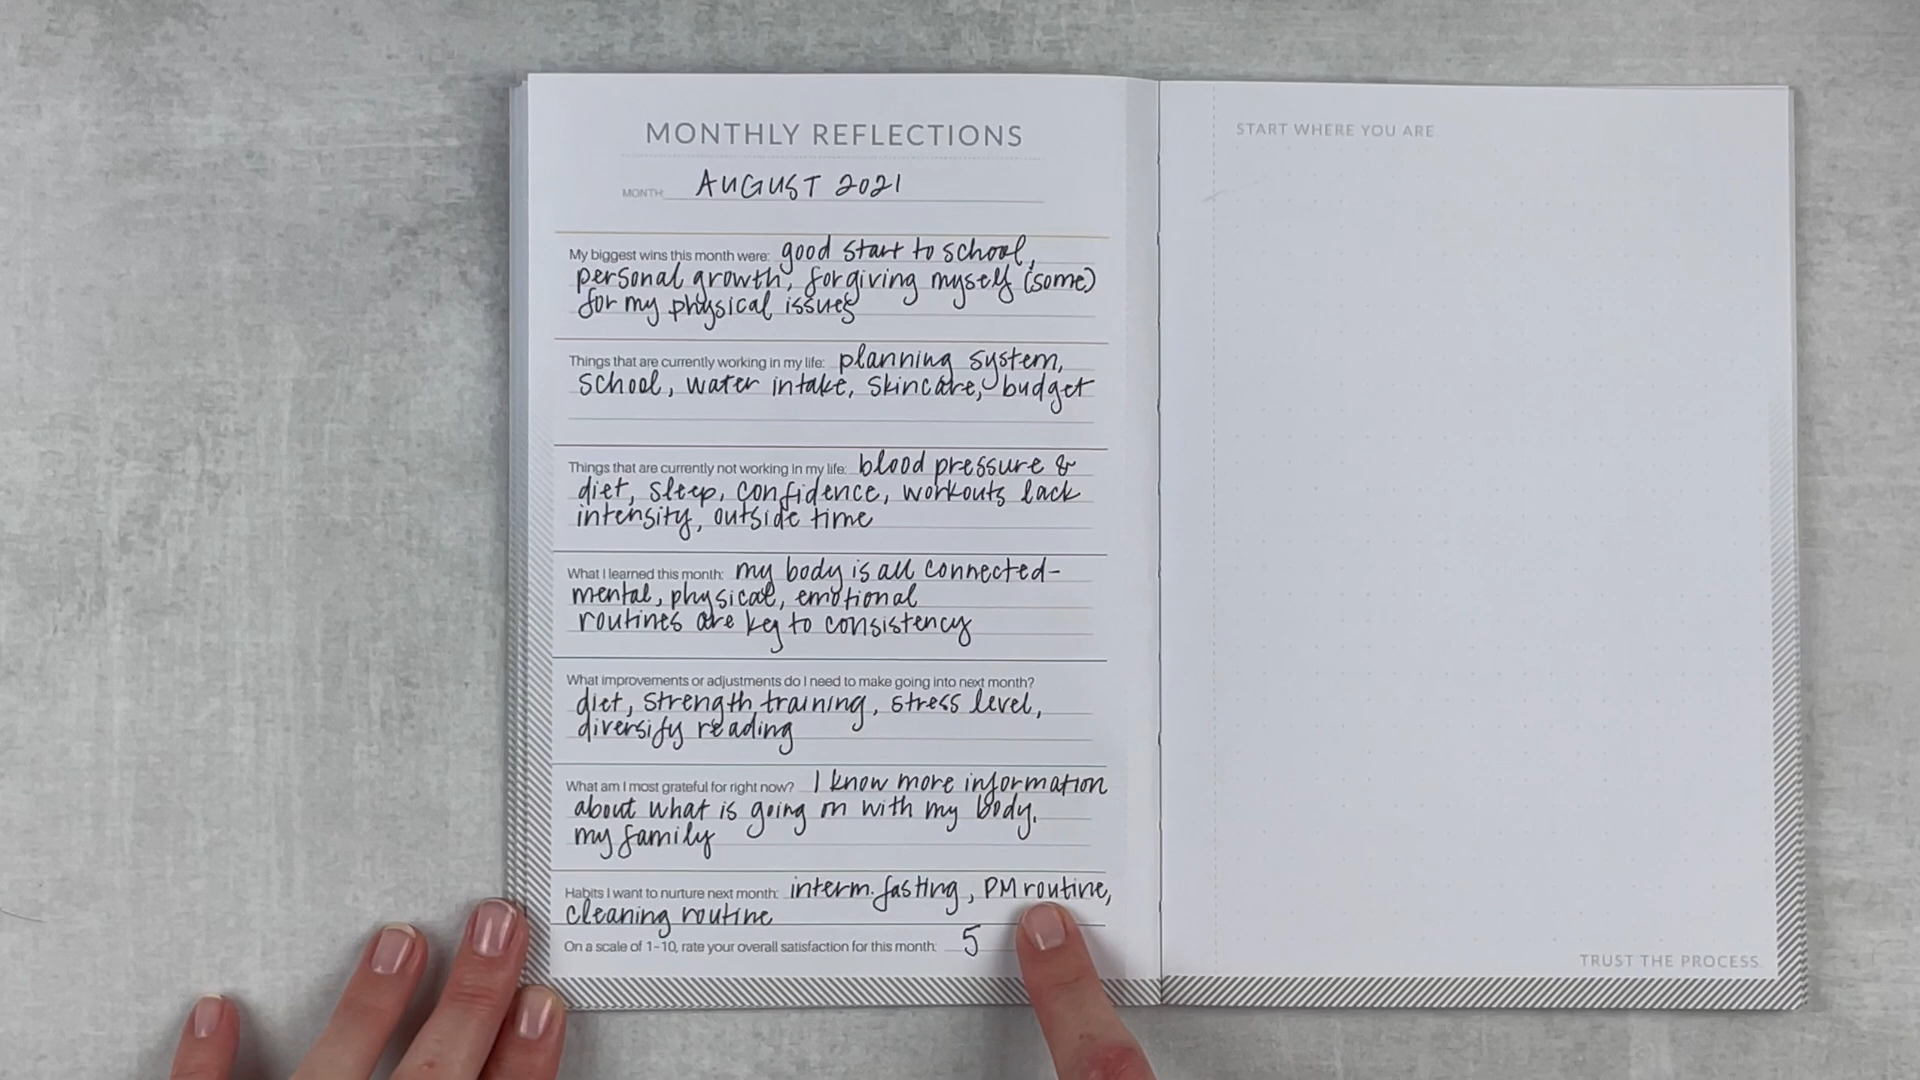 MONTHLY REFLECTIONS
MONTH: AUGUST 2021
My biggest wins this month were: good start to school,
personal growth, forgiving myself (some)
for my physical issues
Things that are currently working in my life: planning system,
school, water intake, skincare, budget
Things that are currently not working in my life: blood pressure &
diet, sleep, confidence, workouts lack
intensity, outside time
What I learned this month: my body is all connected-
mental, physical, emotional
routines are key to consistency
What improvements or adjustments do I need to make going into next month?
diet, strength training, stress level,
diversify reading
What am I most grateful for right now? I know more information
about what is going on with my body.
my family
Habits I want to nurture next month: interm. fasting, PM routine,
cleaning routine
On a scale of 1-10, rate your overall satisfaction for this month: 5
START WHERE YOU ARE.
TRUST THE PROCESS.